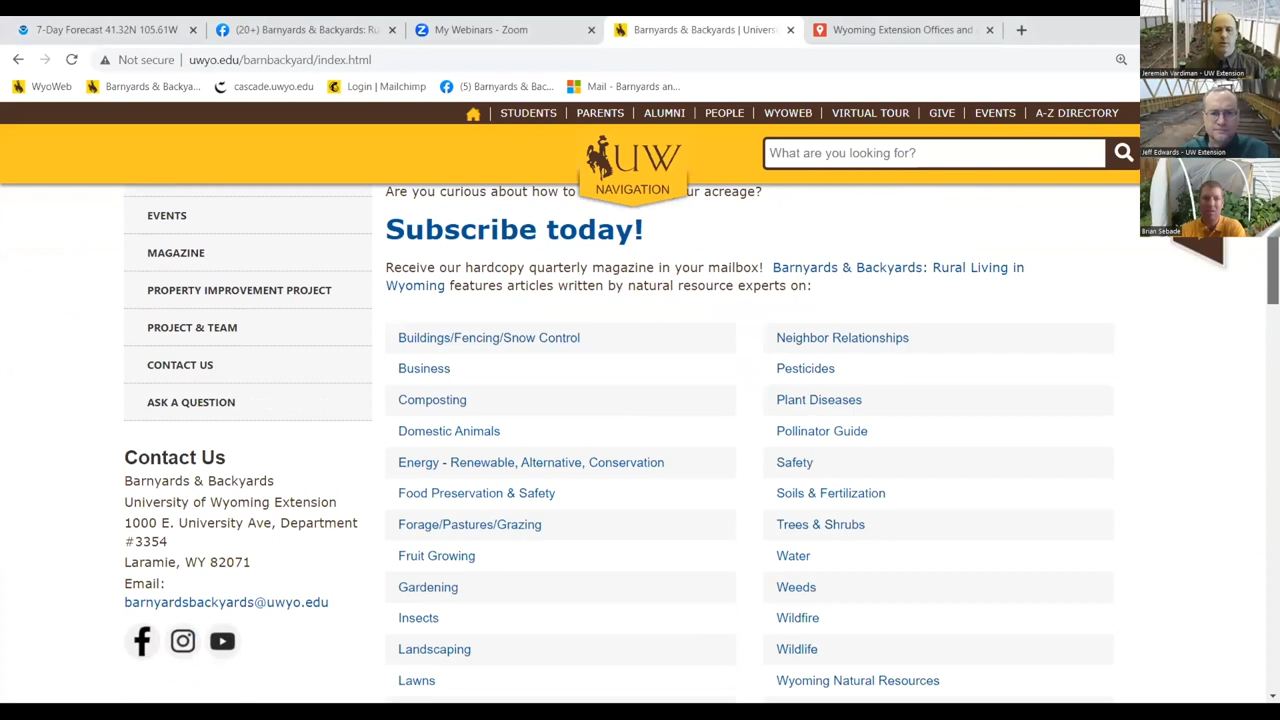 7-Day Forecast 41.32N 105.61W
(20+) Barnyards & Backyards: Ru
My Webinars - Zoom
Barnyards & Backyards | Univers
Wyoming Extension Offices and
Not secure | uwyo.edu/barnbackyard/index.html
WyoWeb
Barnyards & Backya...
cascade.uwyo.edu
Login | Mailchimp
(5) Barnyards & Bac...
Mail - Barnyards an...
Jeremiah Vardiman - UW Extension
Jeff Edwards - UW Extension
Brian Sebade
STUDENTS | PARENTS | ALUMNI | PEOPLE | WYOWEB | VIRTUAL TOUR | GIVE | EVENTS | A-Z DIRECTORY
UW
NAVIGATION
What are you looking for?
EVENTS
MAGAZINE
PROPERTY IMPROVEMENT PROJECT
PROJECT & TEAM
CONTACT US
ASK A QUESTION
Contact Us
Barnyards & Backyards
University of Wyoming Extension
1000 E. University Ave, Department
#3354
Laramie, WY 82071
Email:
barnyardsbackyards@uwyo.edu
Are you curious about how to ur acreage?
Subscribe today!
Receive our hardcopy quarterly magazine in your mailbox! Barnyards & Backyards: Rural Living in
Wyoming features articles written by natural resource experts on:
Buildings/Fencing/Snow Control
Business
Composting
Domestic Animals
Energy - Renewable, Alternative, Conservation
Food Preservation & Safety
Forage/Pastures/Grazing
Fruit Growing
Gardening
Insects
Landscaping
Lawns
Neighbor Relationships
Pesticides
Plant Diseases
Pollinator Guide
Safety
Soils & Fertilization
Trees & Shrubs
Water
Weeds
Wildfire
Wildlife
Wyoming Natural Resources